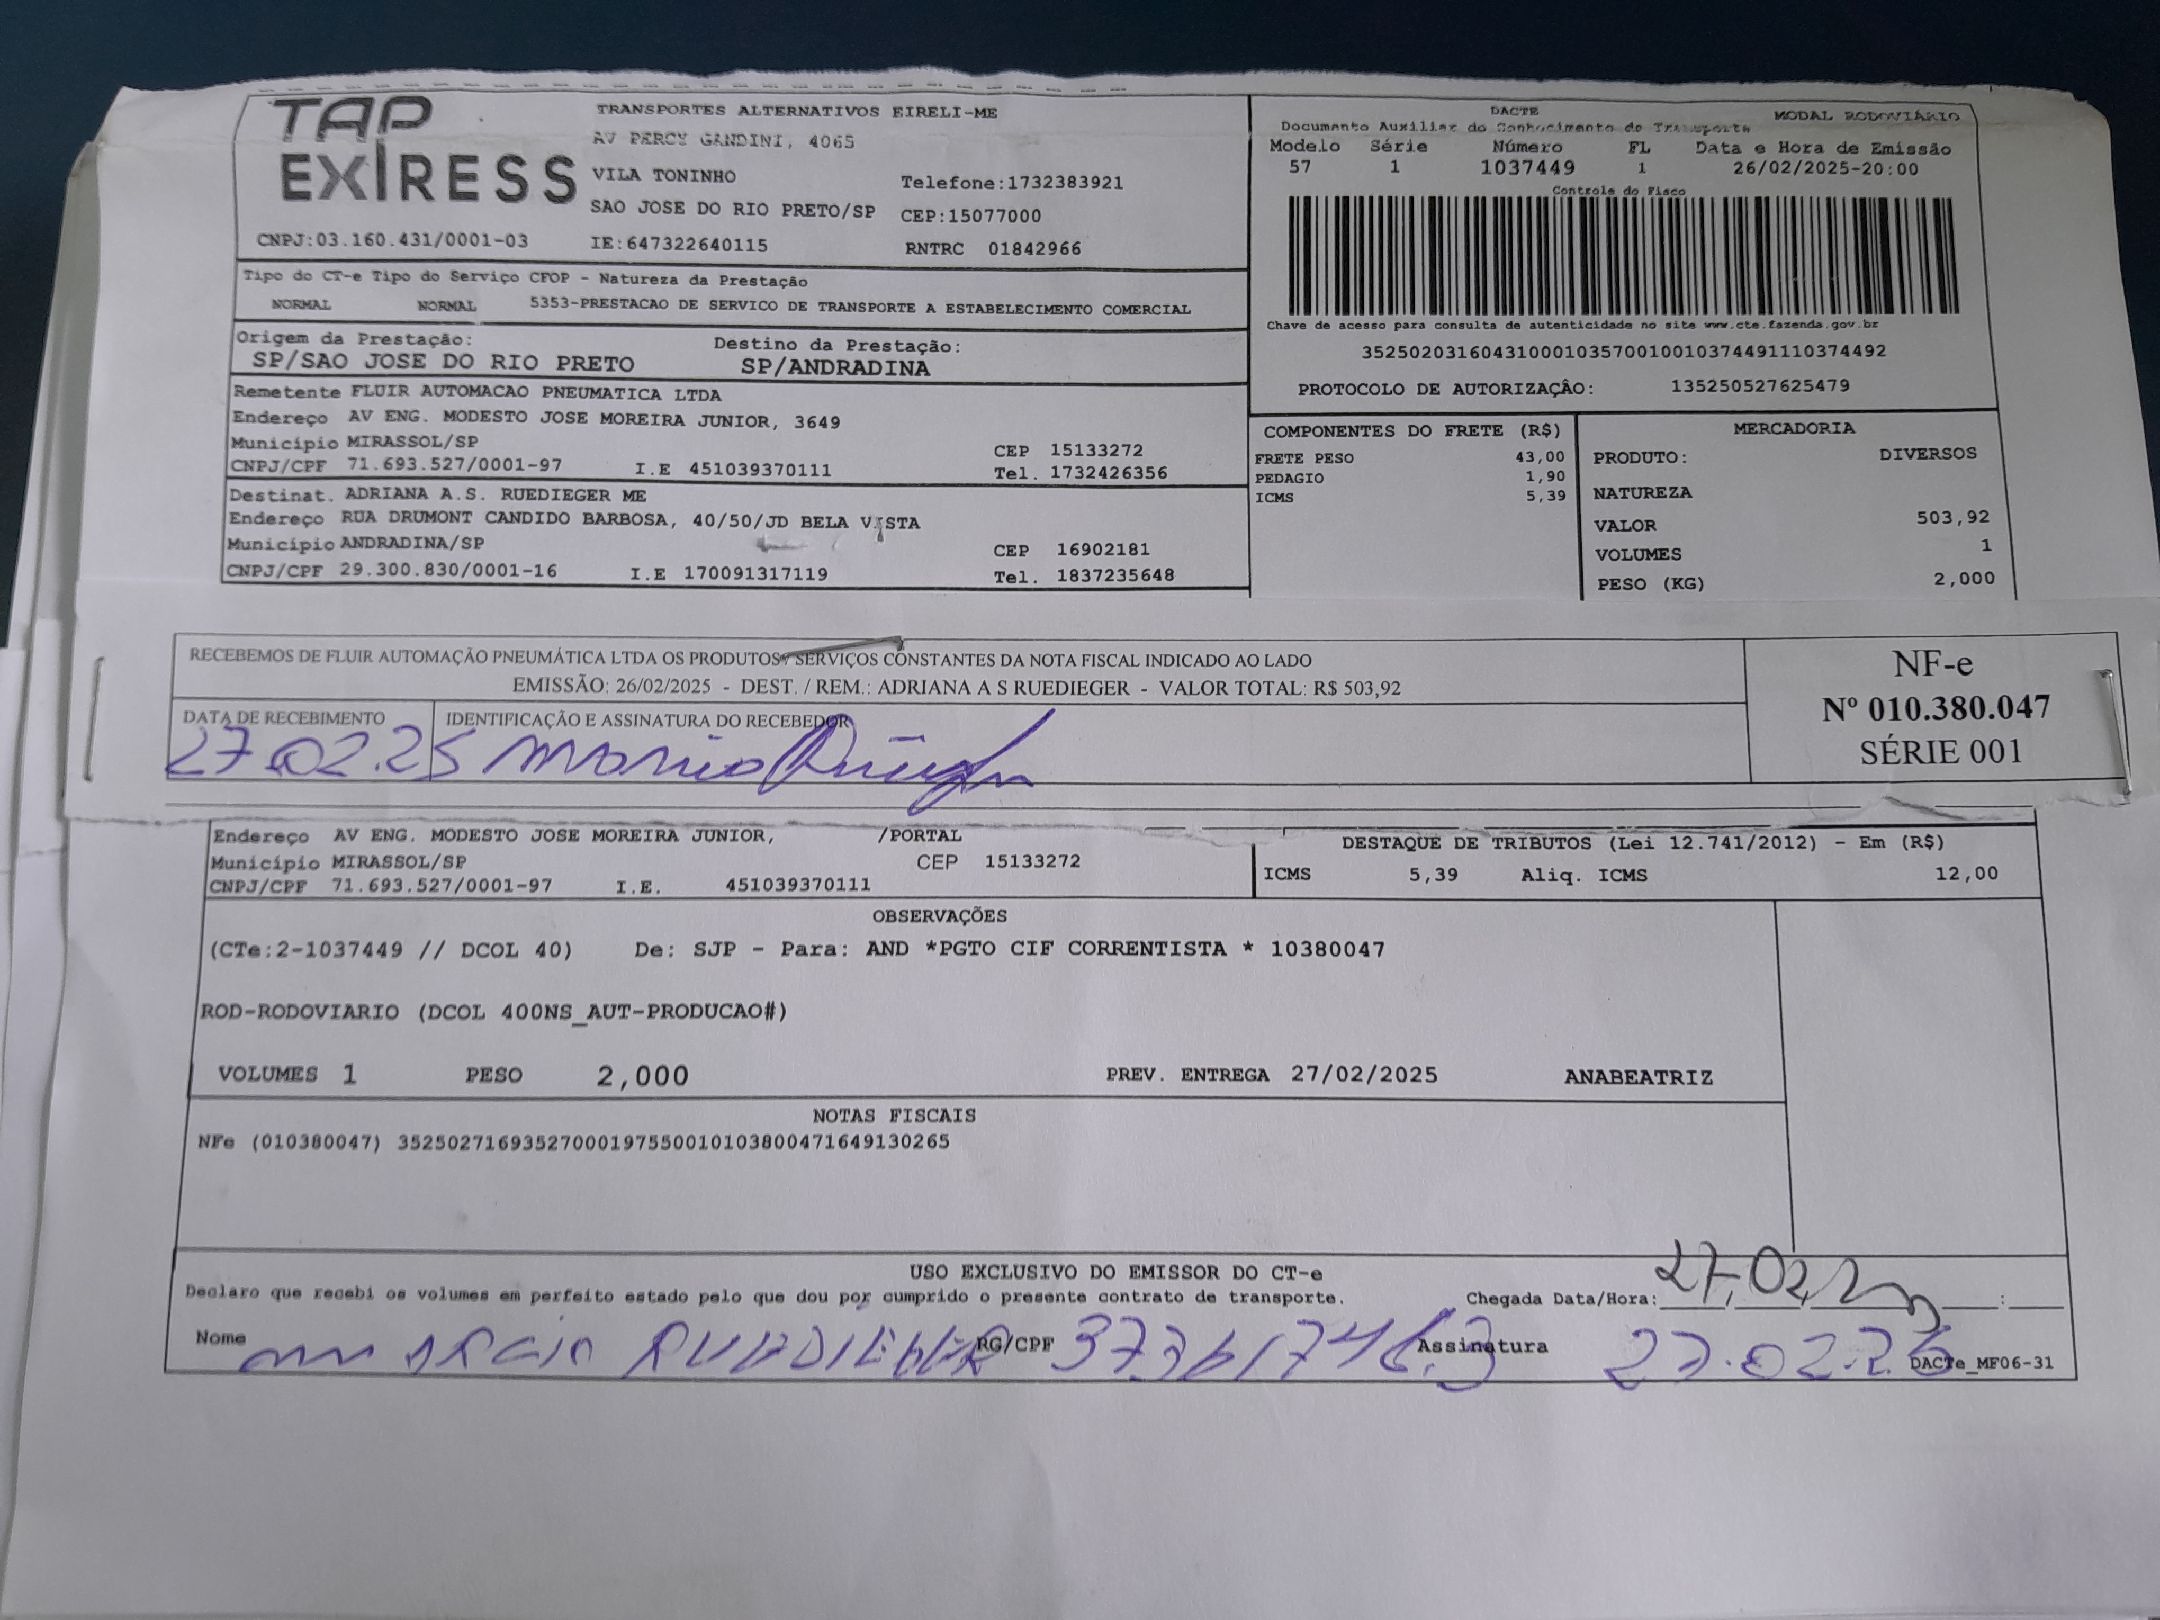 TAP
EXPRESS
TRANSPORTES ALTERNATIVOS EIRELI-ME
AV PERCY GANDINI, 4065
VILA TONINHO
Telefone:1732383921
SAO JOSE DO RIO PRETO/SP CEP:15077000
CNPJ:03.160.431/0001-03 IE:647322640115 RNTRC 01842966
DACTE MODAL RODOVIÁRIO
Documento Auxiliar do Conhecimento de Transporte
Modelo Série Número FL Data e Hora de Emissão
57 1 1037449 1 26/02/2025-20:00
Controle do Fisco
Chave de acesso para consulta de autenticidade no site www.cte.fazenda.gov.br
35250203160431000103570010010374491110374492
PROTOCOLO DE AUTORIZAÇÂO: 135250527625479
Tipo do CT-e Tipo do Serviço CFOP - Natureza da Prestação
NORMAL NORMAL 5353-PRESTACAO DE SERVICO DE TRANSPORTE A ESTABELECIMENTO COMERCIAL
Origem da Prestação: Destino da Prestação:
SP/SAO JOSE DO RIO PRETO SP/ANDRADINA
Remetente FLUIR AUTOMACAO PNEUMATICA LTDA
Endereço AV ENG. MODESTO JOSE MOREIRA JUNIOR, 3649
Município MIRASSOL/SP CEP 15133272
CNPJ/CPF 71.693.527/0001-97 I.E 451039370111 Tel. 1732426356
Destinat. ADRIANA A.S. RUEDIEGER ME
Endereço RUA DRUMONT CANDIDO BARBOSA, 40/50/JD BELA VISTA
Município ANDRADINA/SP CEP 16902181
CNPJ/CPF 29.300.830/0001-16 I.E 170091317119 Tel. 1837235648
COMPONENTES DO FRETE (R$)
FRETE PESO 43,00
PEDAGIO 1,90
ICMS 5,39
MERCADORIA
PRODUTO: DIVERSOS
NATUREZA
VALOR 503,92
VOLUMES 1
PESO (KG) 2,000
RECEBEMOS DE FLUIR AUTOMAÇÃO PNEUMÁTICA LTDA OS PRODUTOS / SERVIÇOS CONSTANTES DA NOTA FISCAL INDICADO AO LADO
EMISSÃO: 26/02/2025 - DEST. / REM.: ADRIANA A S RUEDIEGER - VALOR TOTAL: R$ 503,92
DATA DE RECEBIMENTO IDENTIFICAÇÃO E ASSINATURA DO RECEBEDOR
27.02.25
NF-e
Nº 010.380.047
SÉRIE 001
Endereço AV ENG. MODESTO JOSE MOREIRA JUNIOR, /PORTAL
Município MIRASSOL/SP CEP 15133272
CNPJ/CPF 71.693.527/0001-97 I.E. 451039370111
DESTAQUE DE TRIBUTOS (Lei 12.741/2012) - Em (R$)
ICMS 5,39 Aliq. ICMS 12,00
OBSERVAÇÕES
(CTe:2-1037449 // DCOL 40) De: SJP - Para: AND *PGTO CIF CORRENTISTA * 10380047
ROD-RODOVIARIO (DCOL 400NS_AUT-PRODUCAO#)
VOLUMES 1 PESO 2,000 PREV. ENTREGA 27/02/2025 ANABEATRIZ
NOTAS FISCAIS
NFe (010380047) 35250271693527000197550010103800471649130265
USO EXCLUSIVO DO EMISSOR DO CT-e
Declaro que recebi os volumes em perfeito estado pelo que dou por cumprido o presente contrato de transporte.
Chegada Data/Hora: 27.02.25 :
Nome MARCIO RUEDIEGER RG/CPF 37361746.3 Assinatura 27.02.25
DACTe_MF06-31